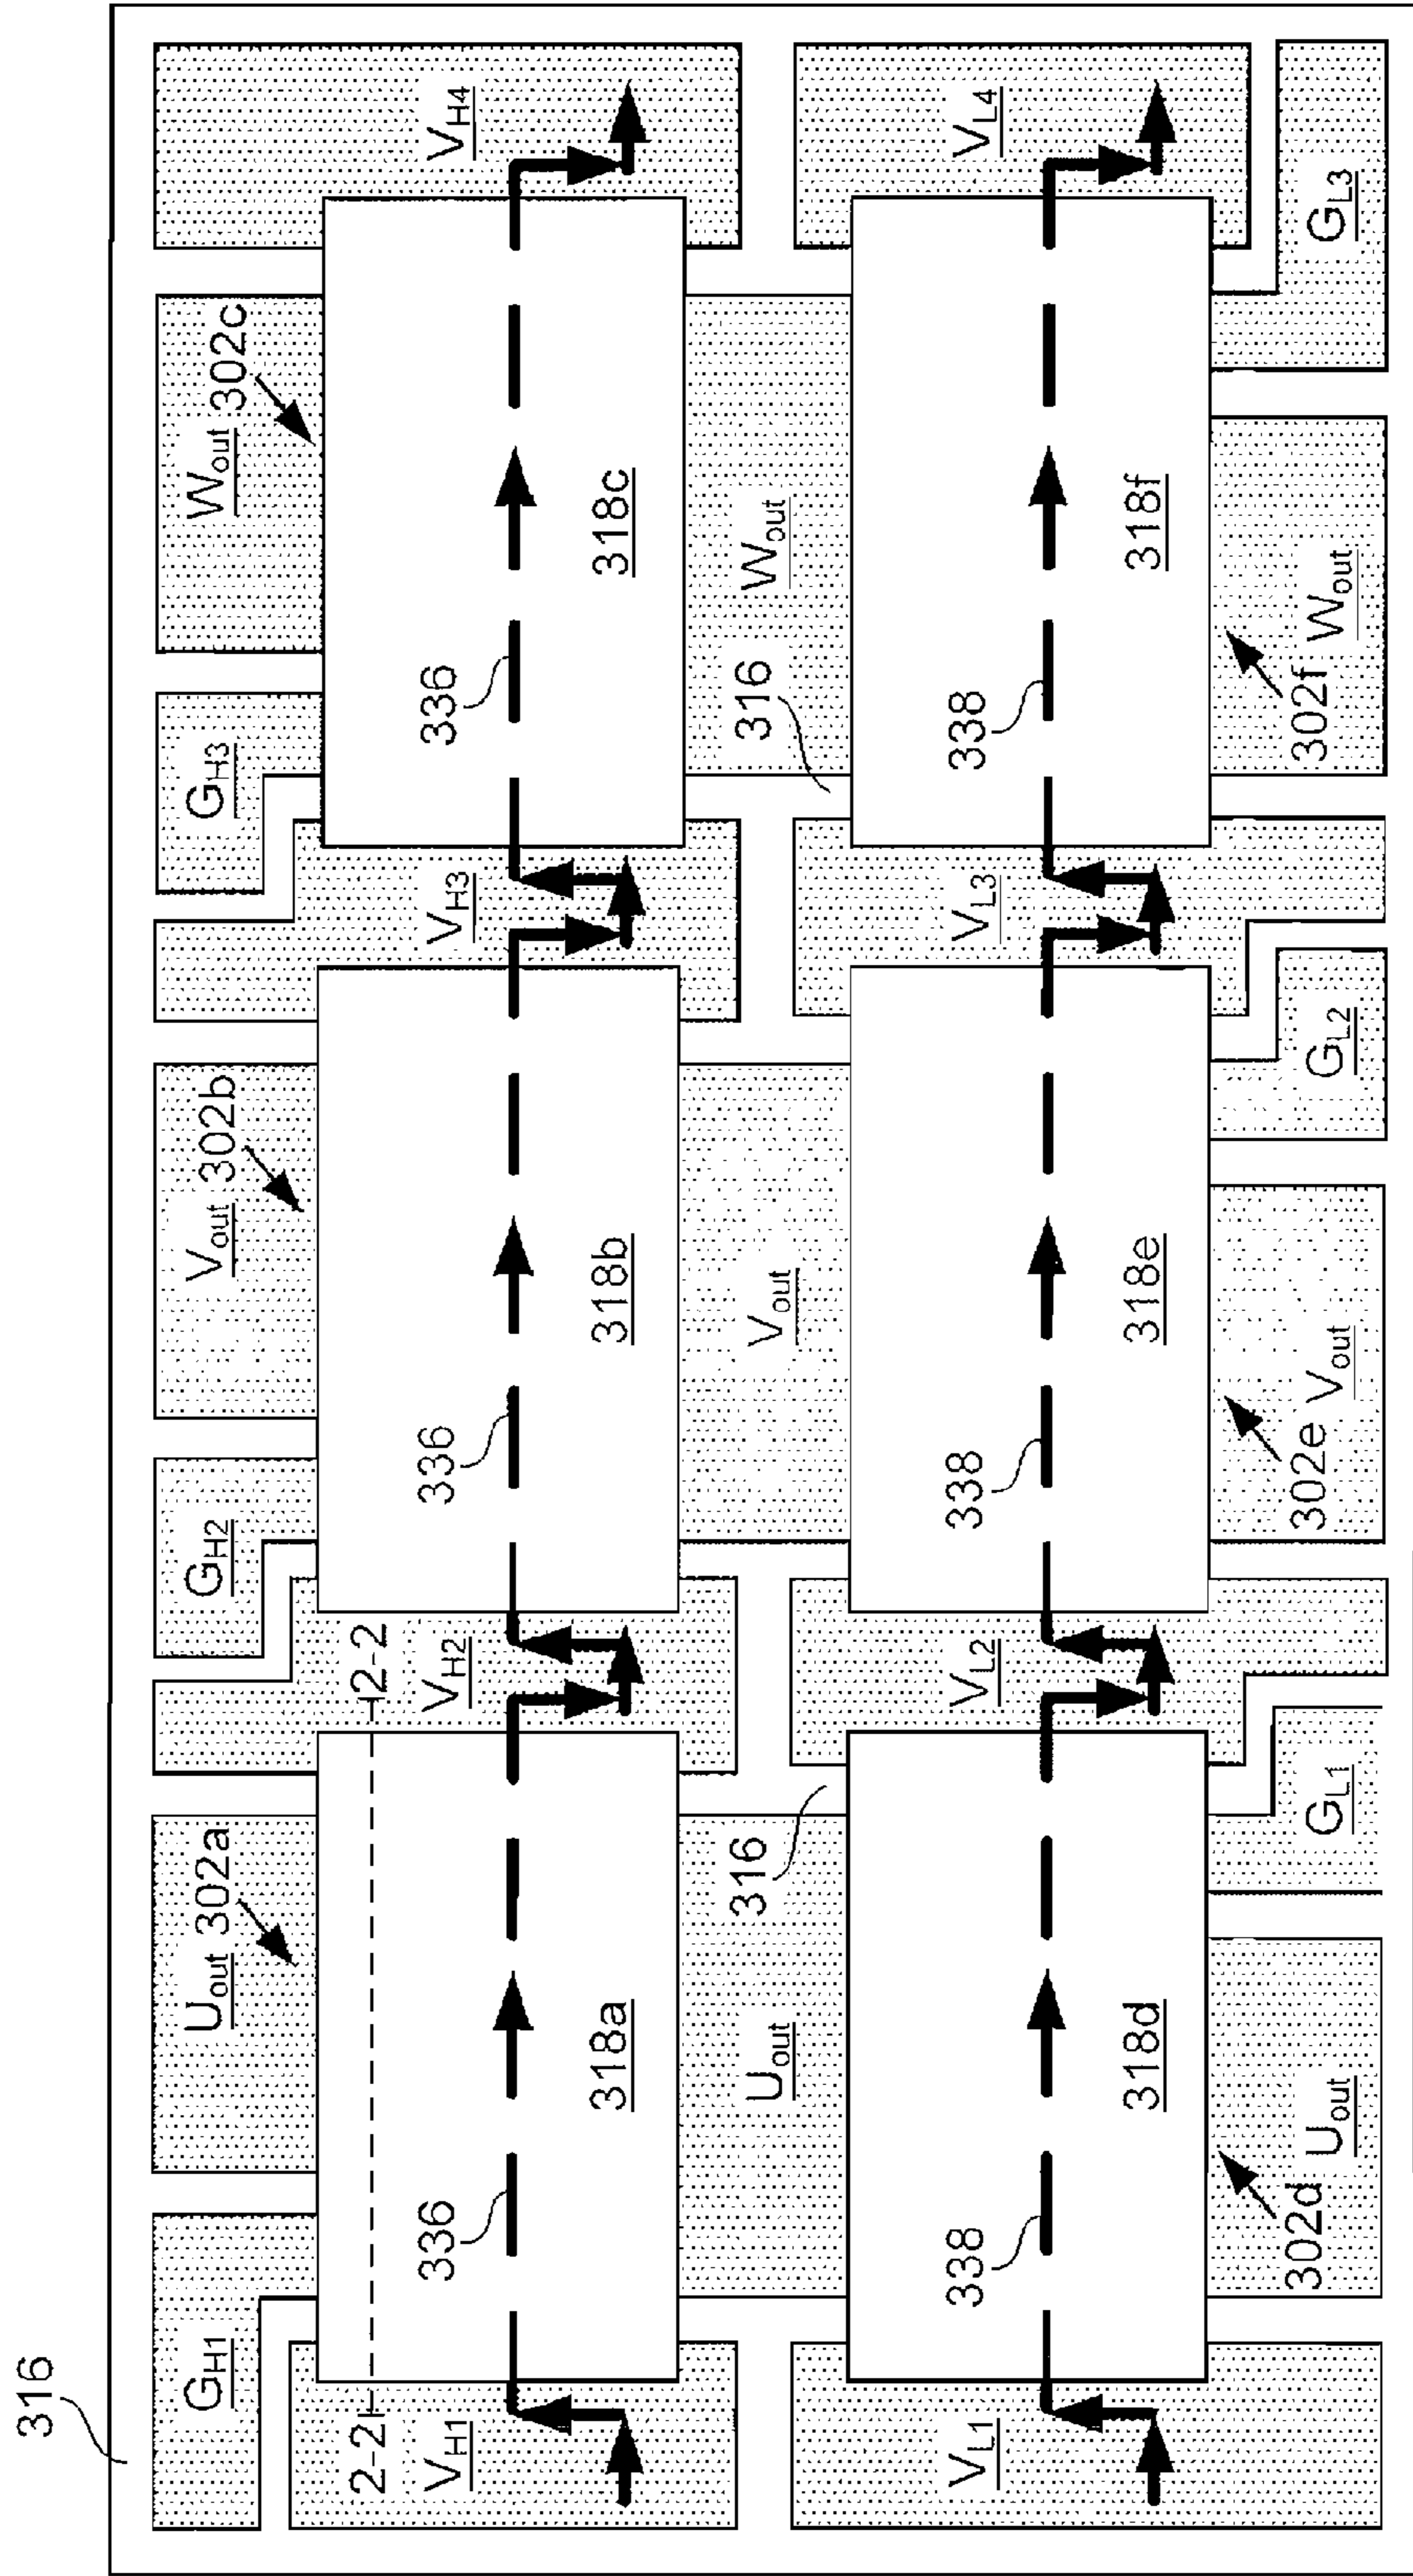 316
G_H1 U_out 302a G_H2 V_out 302b G_H3 W_out 302c
2-2 2-2
V_H1 336 V_H2 336 V_H3 336 V_H4
318a 318b 318c
U_out 316 V_out 316 W_out
V_L1 338 V_L2 338 V_L3 338 V_L4
318d 318e 318f
302d U_out G_L1 302e V_out G_L2 302f W_out G_L3